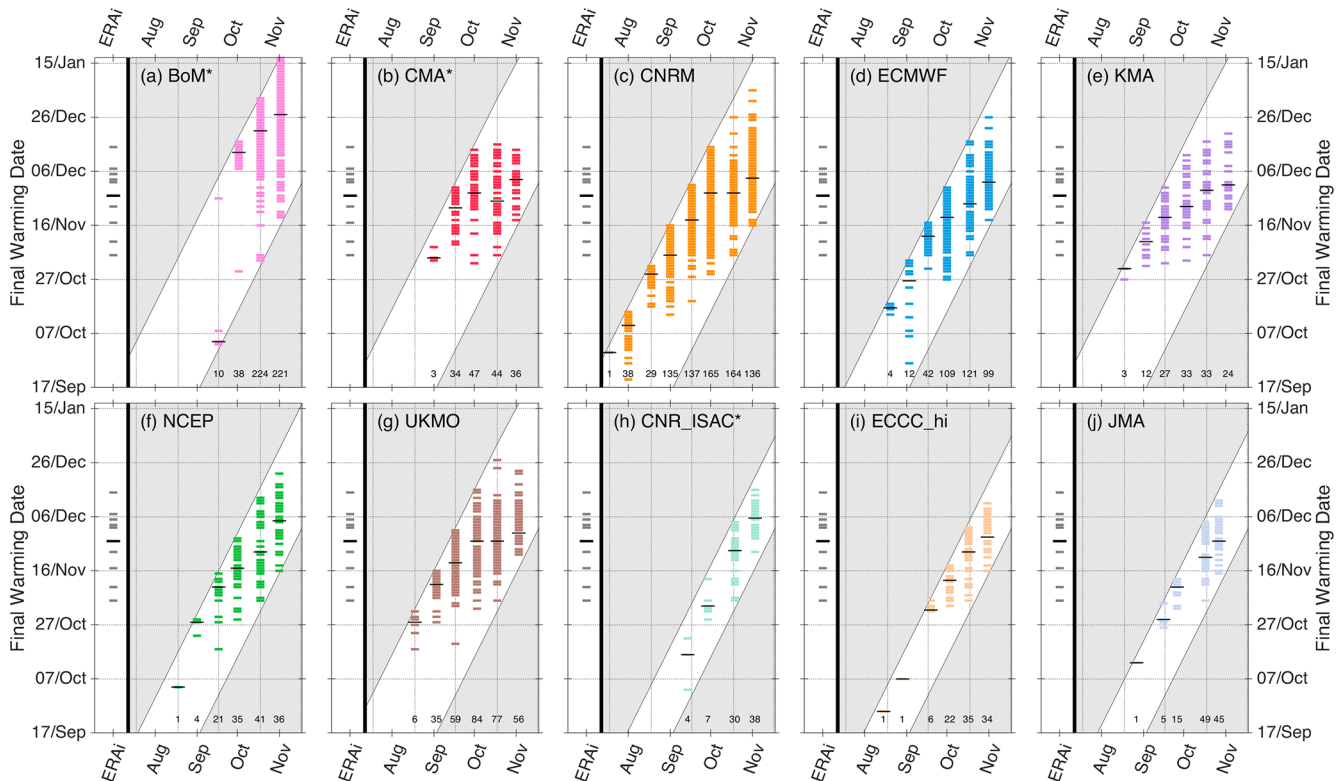 ERAi Aug Sep Oct Nov ERAi Aug Sep Oct Nov ERAi Aug Sep Oct Nov ERAi Aug Sep Oct Nov ERAi Aug Sep Oct Nov
(a) BoM* (b) CMA* (c) CNRM (d) ECMWF (e) KMA
15/Jan 15/Jan
26/Dec 26/Dec
06/Dec 06/Dec
16/Nov 16/Nov
27/Oct 27/Oct
07/Oct 07/Oct
17/Sep 17/Sep
Final Warming Date Final Warming Date
10 38 224 221 3 34 47 44 36 1 38 29 135 137 165 164 136 4 12 42 109 121 99 3 12 27 33 33 24
(f) NCEP (g) UKMO (h) CNR_ISAC* (i) ECCC_hi (j) JMA
15/Jan 15/Jan
26/Dec 26/Dec
06/Dec 06/Dec
16/Nov 16/Nov
27/Oct 27/Oct
07/Oct 07/Oct
17/Sep 17/Sep
Final Warming Date Final Warming Date
1 4 21 35 41 36 6 35 59 84 77 56 4 7 30 38 1 1 6 22 35 34 1 5 15 49 45
ERAi Aug Sep Oct Nov ERAi Aug Sep Oct Nov ERAi Aug Sep Oct Nov ERAi Aug Sep Oct Nov ERAi Aug Sep Oct Nov